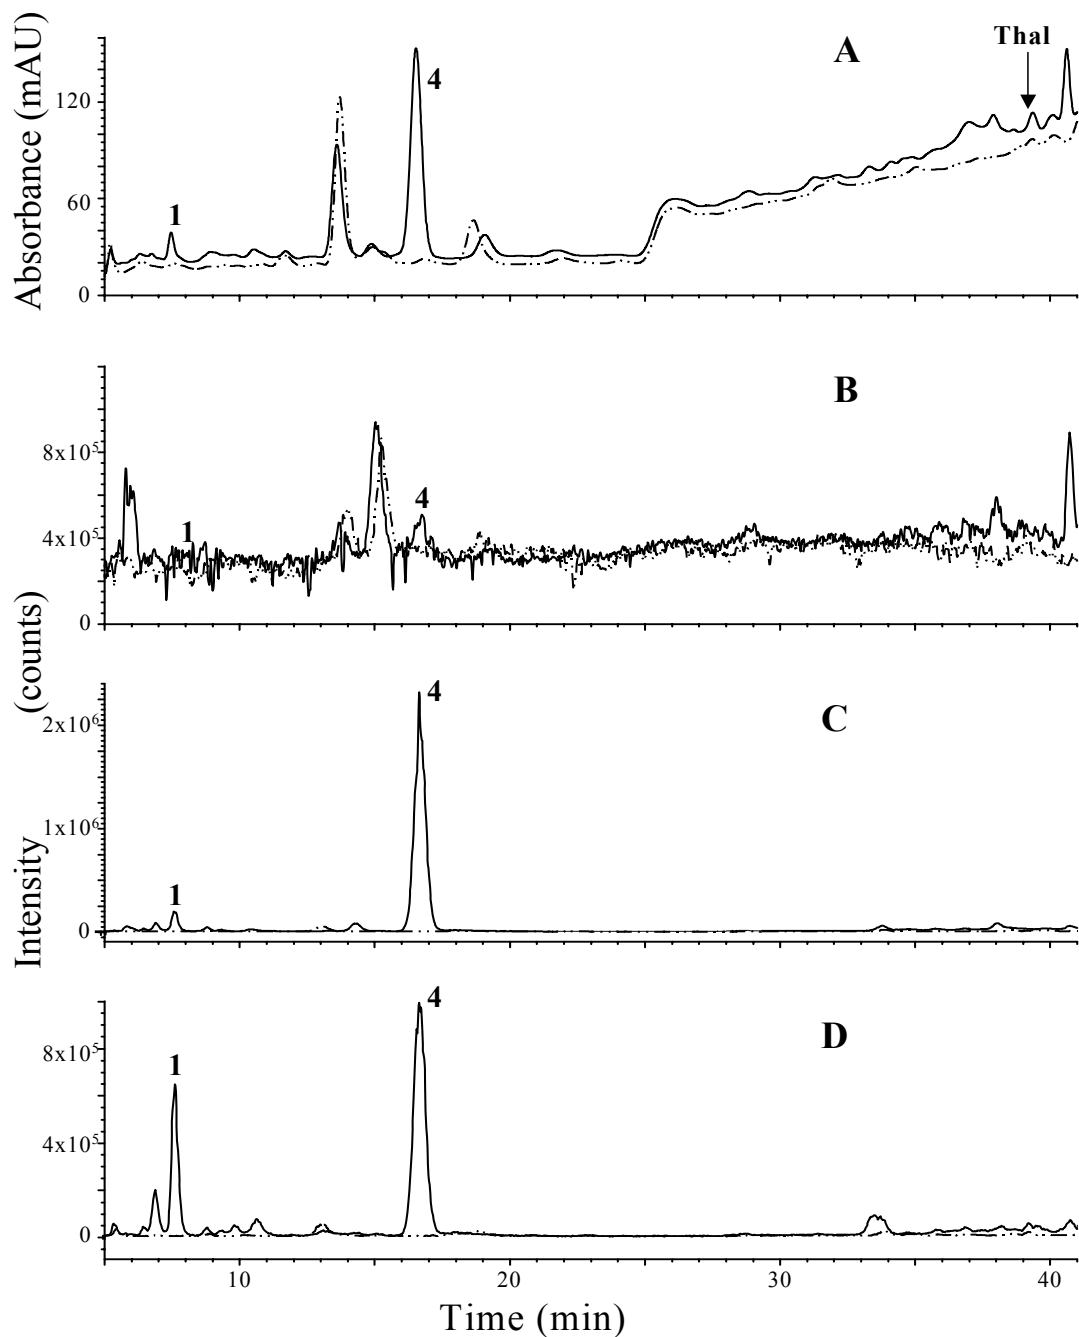 Absorbance (mAU)
A
Thal
120
4
60
1
0
B
8x10⁵
4
1
4x10⁵
0
Intensity (counts)
4
C
2x10⁶
1x10⁶
1
0
4
D
8x10⁵
1
4x10⁵
0
10 20 30 40
Time (min)